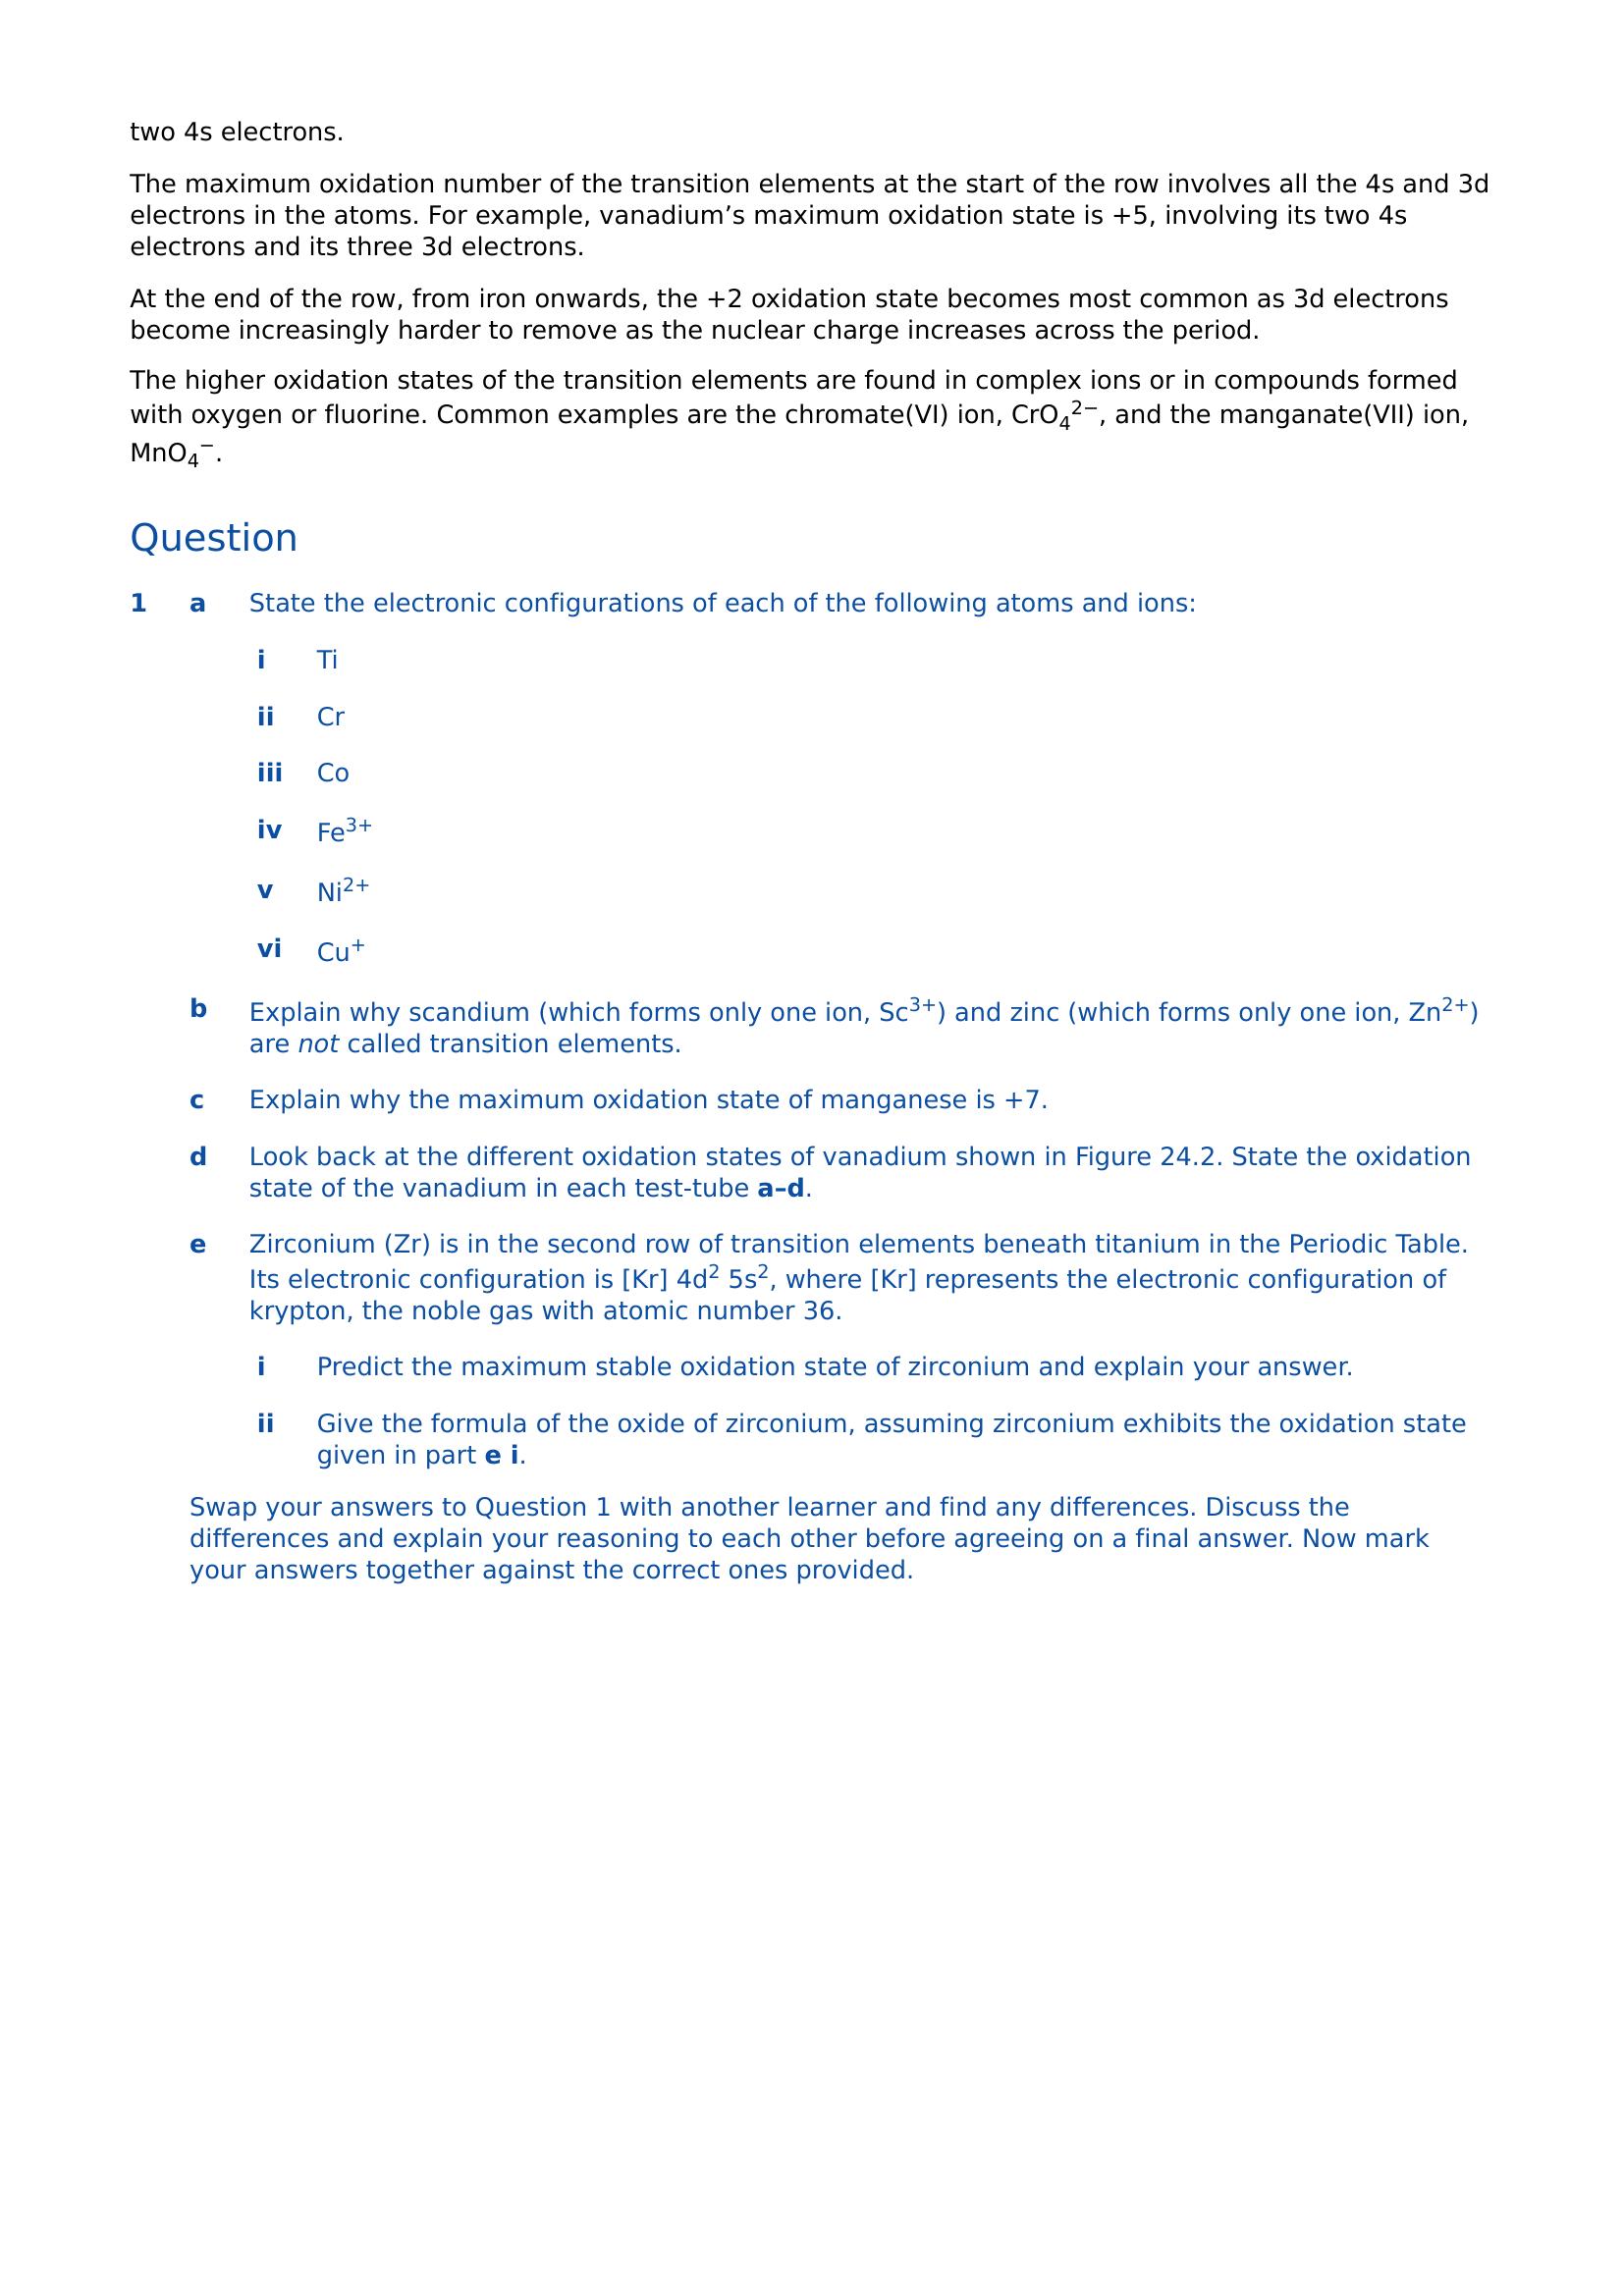 two 4s electrons.
The maximum oxidation number of the transition elements at the start of the row involves all the 4s and 3d
electrons in the atoms. For example, vanadium’s maximum oxidation state is +5, involving its two 4s
electrons and its three 3d electrons.
At the end of the row, from iron onwards, the +2 oxidation state becomes most common as 3d electrons
become increasingly harder to remove as the nuclear charge increases across the period.
The higher oxidation states of the transition elements are found in complex ions or in compounds formed
with oxygen or fluorine. Common examples are the chromate(VI) ion, CrO₄²⁻, and the manganate(VII) ion,
MnO₄⁻.
Question
1 a State the electronic configurations of each of the following atoms and ions:
i Ti
ii Cr
iii Co
iv Fe³⁺
v Ni²⁺
vi Cu⁺
b Explain why scandium (which forms only one ion, Sc³⁺) and zinc (which forms only one ion, Zn²⁺)
are not called transition elements.
c Explain why the maximum oxidation state of manganese is +7.
d Look back at the different oxidation states of vanadium shown in Figure 24.2. State the oxidation
state of the vanadium in each test-tube a–d.
e Zirconium (Zr) is in the second row of transition elements beneath titanium in the Periodic Table.
Its electronic configuration is [Kr] 4d² 5s², where [Kr] represents the electronic configuration of
krypton, the noble gas with atomic number 36.
i Predict the maximum stable oxidation state of zirconium and explain your answer.
ii Give the formula of the oxide of zirconium, assuming zirconium exhibits the oxidation state
given in part e i.
Swap your answers to Question 1 with another learner and find any differences. Discuss the
differences and explain your reasoning to each other before agreeing on a final answer. Now mark
your answers together against the correct ones provided.